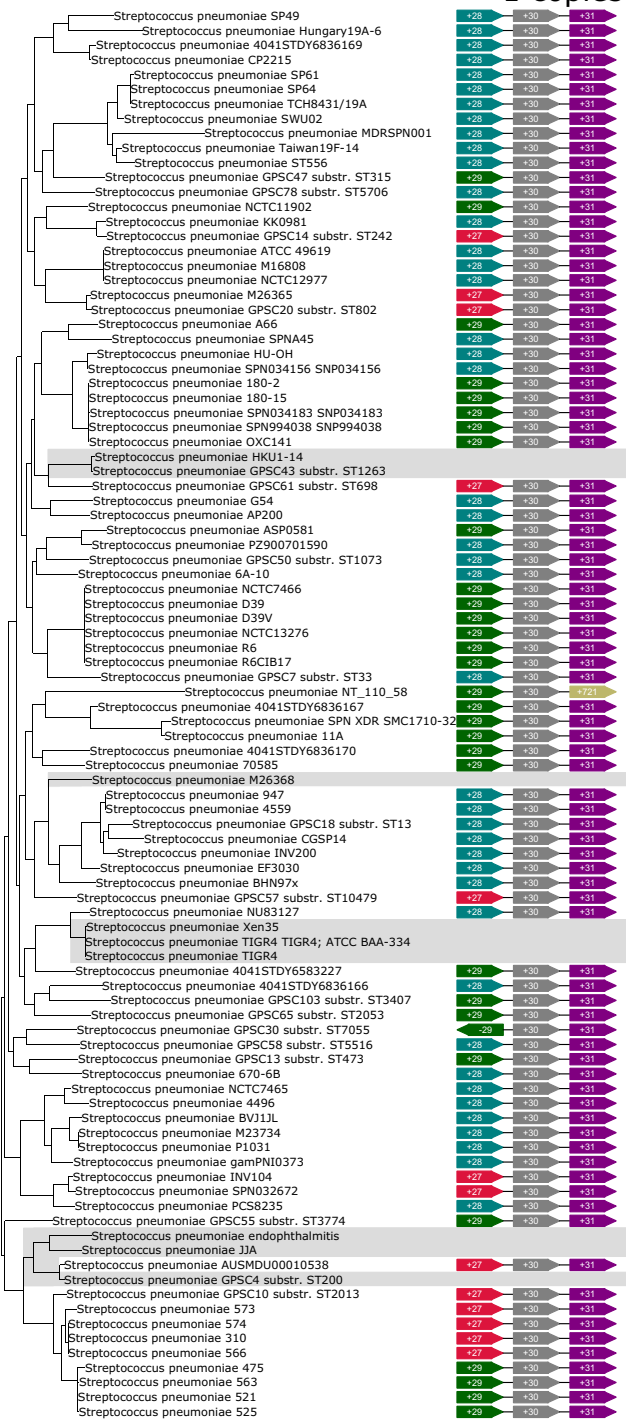 Streptococcus pneumoniae SP49 +28 +30 +31
Streptococcus pneumoniae Hungary19A-6 +28 +30 +31
Streptococcus pneumoniae 4041STDY6836169 +28 +30 +31
Streptococcus pneumoniae CP2215 +28 +30 +31
Streptococcus pneumoniae SP61 +28 +30 +31
Streptococcus pneumoniae SP64 +28 +30 +31
Streptococcus pneumoniae TCH8431/19A +28 +30 +31
Streptococcus pneumoniae SWU02 +28 +30 +31
Streptococcus pneumoniae MDRSPN001 +28 +30 +31
Streptococcus pneumoniae Taiwan19F-14 +28 +30 +31
Streptococcus pneumoniae ST556 +28 +30 +31
Streptococcus pneumoniae GPSC47 substr. ST315 +29 +30 +31
Streptococcus pneumoniae GPSC78 substr. ST5706 +28 +30 +31
Streptococcus pneumoniae NCTC11902 +29 +30 +31
Streptococcus pneumoniae KK0981 +28 +30 +31
Streptococcus pneumoniae GPSC14 substr. ST242 +27 +30 +31
Streptococcus pneumoniae ATCC 49619 +28 +30 +31
Streptococcus pneumoniae M16808 +28 +30 +31
Streptococcus pneumoniae NCTC12977 +28 +30 +31
Streptococcus pneumoniae M26365 +27 +30 +31
Streptococcus pneumoniae GPSC20 substr. ST802 +27 +30 +31
Streptococcus pneumoniae A66 +29 +30 +31
Streptococcus pneumoniae SPNA45 +28 +30 +31
Streptococcus pneumoniae HU-OH +28 +30 +31
Streptococcus pneumoniae SPN034156 SNP034156 +28 +30 +31
Streptococcus pneumoniae 180-2 +29 +30 +31
Streptococcus pneumoniae 180-15 +29 +30 +31
Streptococcus pneumoniae SPN034183 SNP034183 +29 +30 +31
Streptococcus pneumoniae SPN994038 SNP994038 +29 +30 +31
Streptococcus pneumoniae OXC141 +29 +30 +31
Streptococcus pneumoniae HKU1-14
Streptococcus pneumoniae GPSC43 substr. ST1263
Streptococcus pneumoniae GPSC61 substr. ST698 +27 +30 +31
Streptococcus pneumoniae G54 +28 +30 +31
Streptococcus pneumoniae AP200 +28 +30 +31
Streptococcus pneumoniae ASP0581 +29 +30 +31
Streptococcus pneumoniae PZ900701590 +28 +30 +31
Streptococcus pneumoniae GPSC50 substr. ST1073 +28 +30 +31
Streptococcus pneumoniae 6A-10 +28 +30 +31
Streptococcus pneumoniae NCTC7466 +29 +30 +31
Streptococcus pneumoniae D39 +29 +30 +31
Streptococcus pneumoniae D39V +29 +30 +31
Streptococcus pneumoniae NCTC13276 +29 +30 +31
Streptococcus pneumoniae R6 +29 +30 +31
Streptococcus pneumoniae R6CIB17 +29 +30 +31
Streptococcus pneumoniae GPSC7 substr. ST33 +28 +30 +31
Streptococcus pneumoniae NT_110_58 +29 +30 +721
Streptococcus pneumoniae 4041STDY6836167 +29 +30 +31
Streptococcus pneumoniae SPN XDR SMC1710-32 +29 +30 +31
Streptococcus pneumoniae 11A +29 +30 +31
Streptococcus pneumoniae 4041STDY6836170 +29 +30 +31
Streptococcus pneumoniae 70585 +29 +30 +31
Streptococcus pneumoniae M26368
Streptococcus pneumoniae 947 +28 +30 +31
Streptococcus pneumoniae 4559 +28 +30 +31
Streptococcus pneumoniae GPSC18 substr. ST13 +28 +30 +31
Streptococcus pneumoniae CGSP14 +28 +30 +31
Streptococcus pneumoniae INV200 +28 +30 +31
Streptococcus pneumoniae EF3030 +28 +30 +31
Streptococcus pneumoniae BHN97x +28 +30 +31
Streptococcus pneumoniae GPSC57 substr. ST10479 +27 +30 +31
Streptococcus pneumoniae NU83127 +28 +30 +31
Streptococcus pneumoniae Xen35
Streptococcus pneumoniae TIGR4 TIGR4; ATCC BAA-334
Streptococcus pneumoniae TIGR4
Streptococcus pneumoniae 4041STDY6583227 +29 +30 +31
Streptococcus pneumoniae 4041STDY6836166 +28 +30 +31
Streptococcus pneumoniae GPSC103 substr. ST3407 +29 +30 +31
Streptococcus pneumoniae GPSC65 substr. ST2053 +29 +30 +31
Streptococcus pneumoniae GPSC30 substr. ST7055 -29 +30 +31
Streptococcus pneumoniae GPSC58 substr. ST5516 +28 +30 +31
Streptococcus pneumoniae GPSC13 substr. ST473 +29 +30 +31
Streptococcus pneumoniae 670-6B +28 +30 +31
Streptococcus pneumoniae NCTC7465 +28 +30 +31
Streptococcus pneumoniae 4496 +28 +30 +31
Streptococcus pneumoniae BVJ1JL +28 +30 +31
Streptococcus pneumoniae M23734 +28 +30 +31
Streptococcus pneumoniae P1031 +28 +30 +31
Streptococcus pneumoniae gamPNI0373 +28 +30 +31
Streptococcus pneumoniae INV104 +27 +30 +31
Streptococcus pneumoniae SPN032672 +27 +30 +31
Streptococcus pneumoniae PCS8235 +28 +30 +31
Streptococcus pneumoniae GPSC55 substr. ST3774 +29 +30 +31
Streptococcus pneumoniae endophthalmitis
Streptococcus pneumoniae JJA
Streptococcus pneumoniae AUSMDU00010538 +27 +30 +31
Streptococcus pneumoniae GPSC4 substr. ST200
Streptococcus pneumoniae GPSC10 substr. ST2013 +27 +30 +31
Streptococcus pneumoniae 573 +27 +30 +31
Streptococcus pneumoniae 574 +27 +30 +31
Streptococcus pneumoniae 310 +27 +30 +31
Streptococcus pneumoniae 566 +27 +30 +31
Streptococcus pneumoniae 475 +29 +30 +31
Streptococcus pneumoniae 563 +29 +30 +31
Streptococcus pneumoniae 521 +29 +30 +31
Streptococcus pneumoniae 525 +29 +30 +31